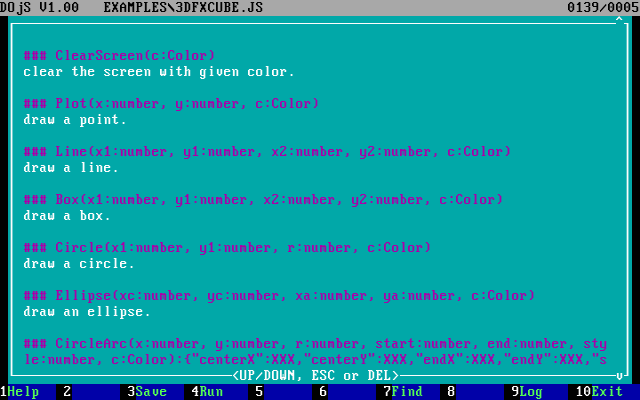 DOjS V1.00   EXAMPLES\3DFXCUBE.JS   0139/0005
### ClearScreen(c:Color)
clear the screen with given color.
### Plot(x:number, y:number, c:Color)
draw a point.
### Line(x1:number, y1:number, x2:number, y2:number, c:Color)
draw a line.
### Box(x1:number, y1:number, x2:number, y2:number, c:Color)
draw a box.
### Circle(x1:number, y1:number, r:number, c:Color)
draw a circle.
### Ellipse(xc:number, yc:number, xa:number, ya:number, c:Color)
draw an ellipse.
### CircleArc(x:number, y:number, r:number, start:number, end:number, sty
le:number, c:Color):{"centerX":XXX,"centerY":XXX,"endX":XXX,"endY":XXX,"s
<UP/DOWN, ESC or DEL>
1Help  2  3Save  4Run  5  6  7Find  8  9Log  10Exit